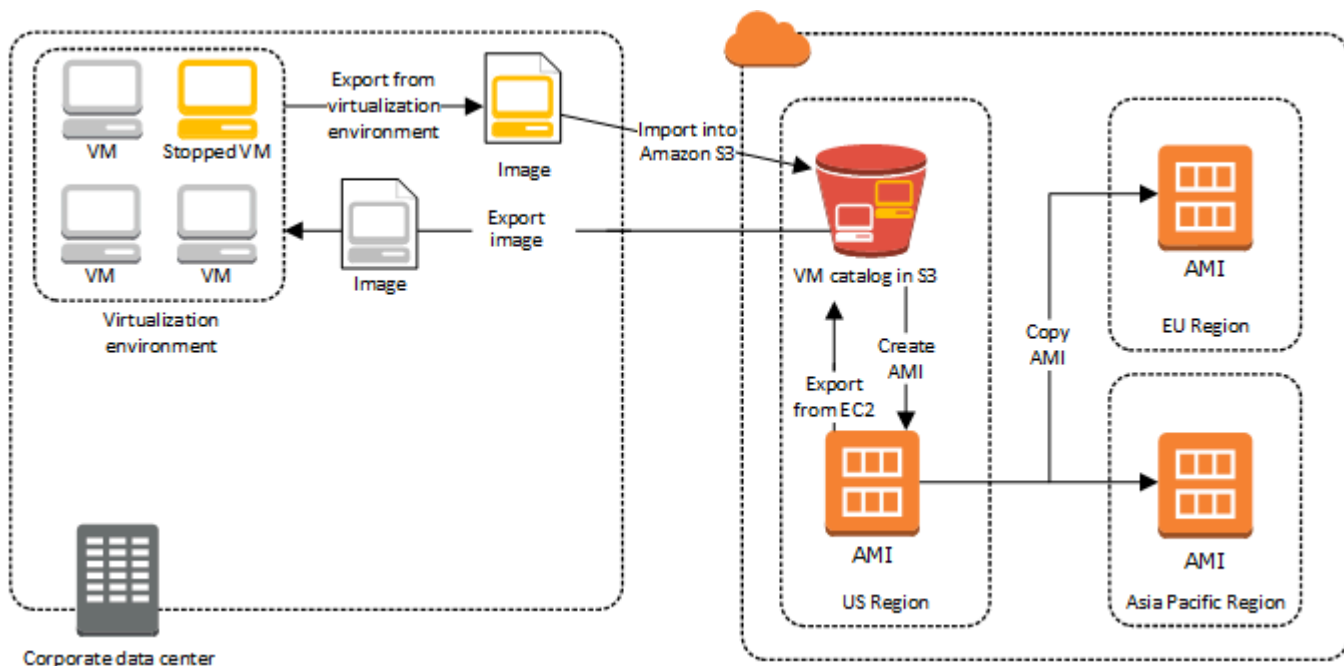 VM
Stopped VM
VM
VM
Virtualization
environment
Export from
virtualization
environment
Image
Export
image
Image
Corporate data center
Import into
Amazon S3
VM catalog in S3
Export
from EC2
Create
AMI
AMI
US Region
Copy
AMI
AMI
EU Region
AMI
Asia Pacific Region